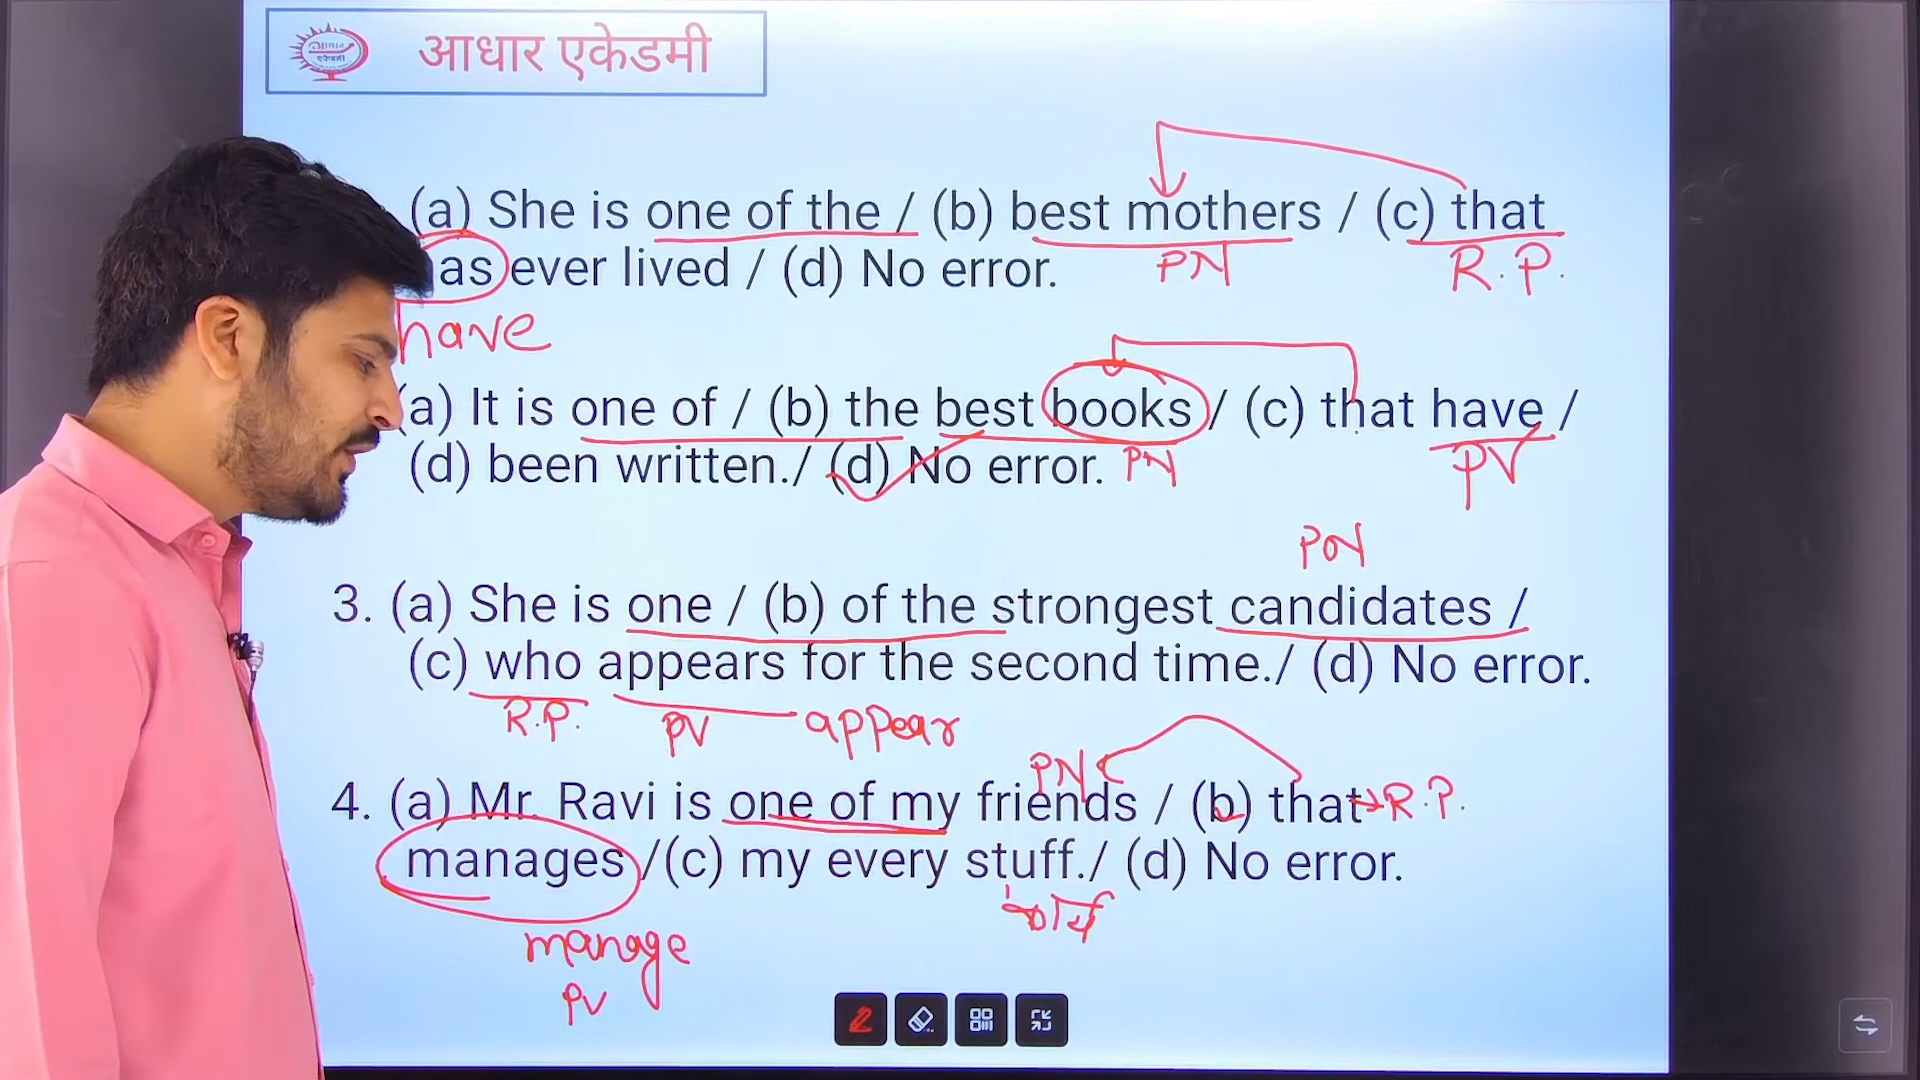 आधार एकेडमी
(a) She is one of the / (b) best mothers / (c) that
as ever lived / (d) No error.
PN
R.P.
have
(a) It is one of / (b) the best books / (c) that have /
(d) been written./ (d) No error.
PN
PV
PN
3. (a) She is one / (b) of the strongest candidates /
(c) who appears for the second time./ (d) No error.
R.P.
PV
appear
PN
4. (a) Mr. Ravi is one of my friends / (b) that
R.P.
manages /(c) my every stuff./ (d) No error.
कार्य
manage
PV